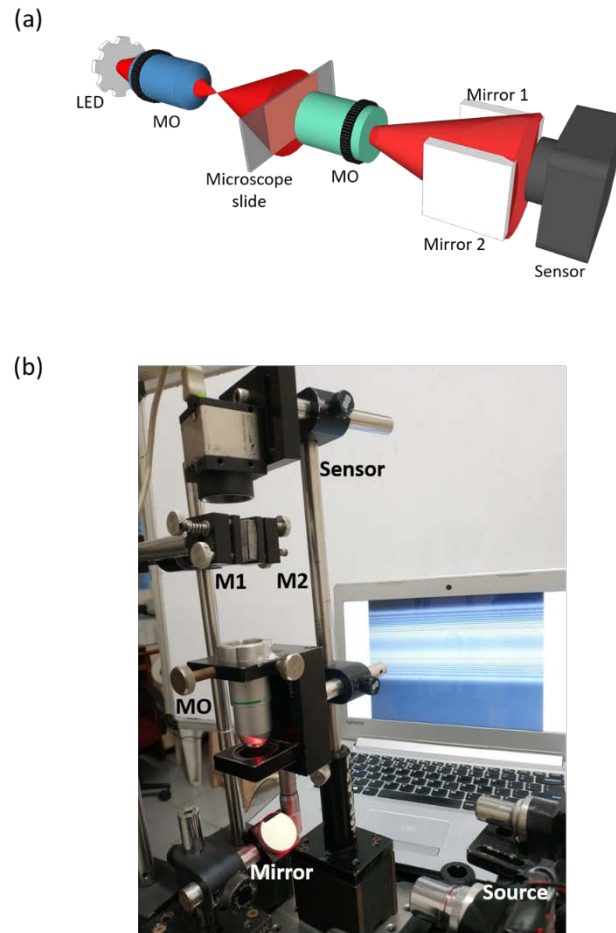 (a)
LED
MO
Microscope
slide
MO
Mirror 1
Mirror 2
Sensor
(b)
Sensor
M1
M2
MO
Mirror
Source